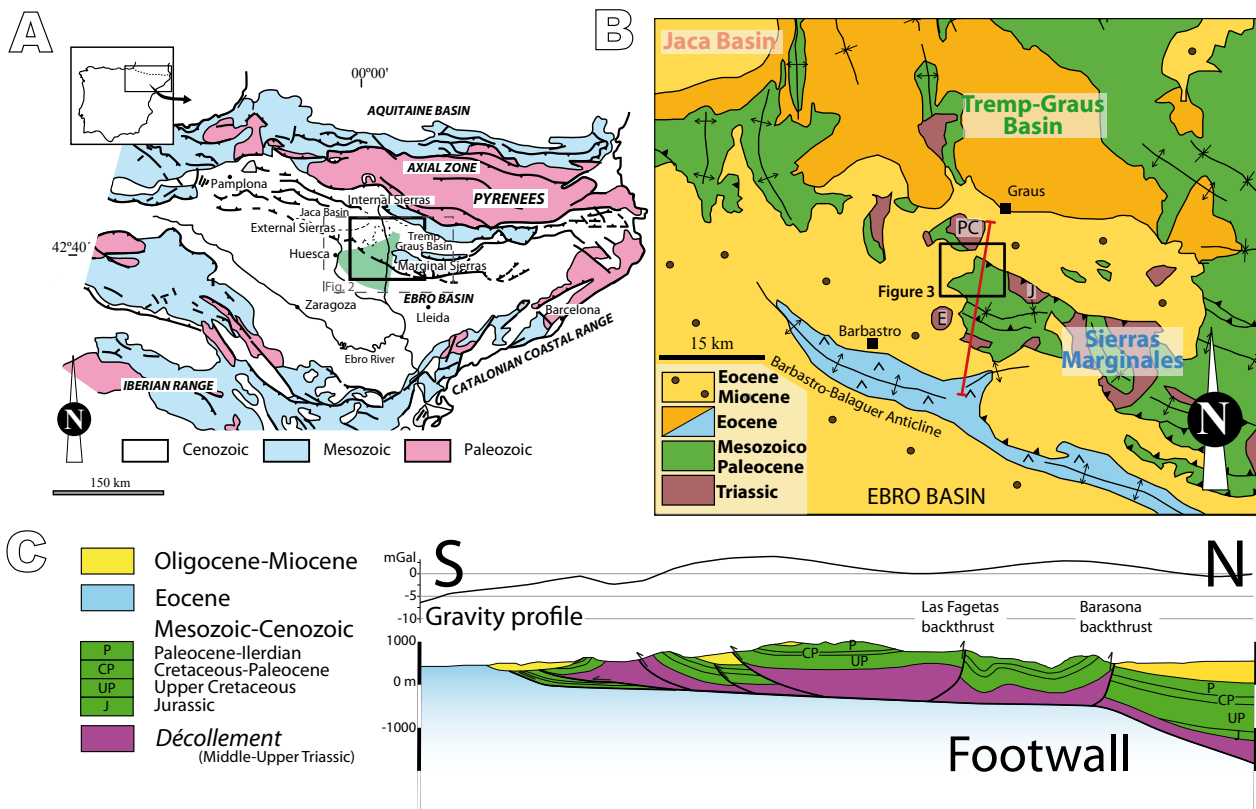 A
00°00'
AQUITAINE BASIN
AXIAL ZONE
PYRENEES
Pamplona
Internal Sierras
Jaca Basin
External Sierras
Tremp
Graus Basin
42º40'
Huesca
Marginal Sierras
Fig. 2
EBRO BASIN
Zaragoza
Lleida
Barcelona
Ebro River
CATALONIAN COASTAL RANGE
IBERIAN RANGE
N
Cenozoic
Mesozoic
Paleozoic
150 km
B
Jaca Basin
Tremp-Graus
Basin
Graus
PC
Figure 3
J
E
Barbastro
Sierras
Marginales
15 km
Barbastro-Balaguer Anticline
Eocene
Miocene
Eocene
Mesozoico
Paleocene
Triassic
EBRO BASIN
N
C
Oligocene-Miocene
Eocene
Mesozoic-Cenozoic
P Paleocene-Ilerdian
CP Cretaceous-Paleocene
UP Upper Cretaceous
J Jurassic
Décollement
(Middle-Upper Triassic)
mGal
0
-5
-10
S
N
Gravity profile
Las Fagetas
backthrust
Barasona
backthrust
1000
0 m
-1000
P
CP
UP
P
CP
UP
J
Footwall